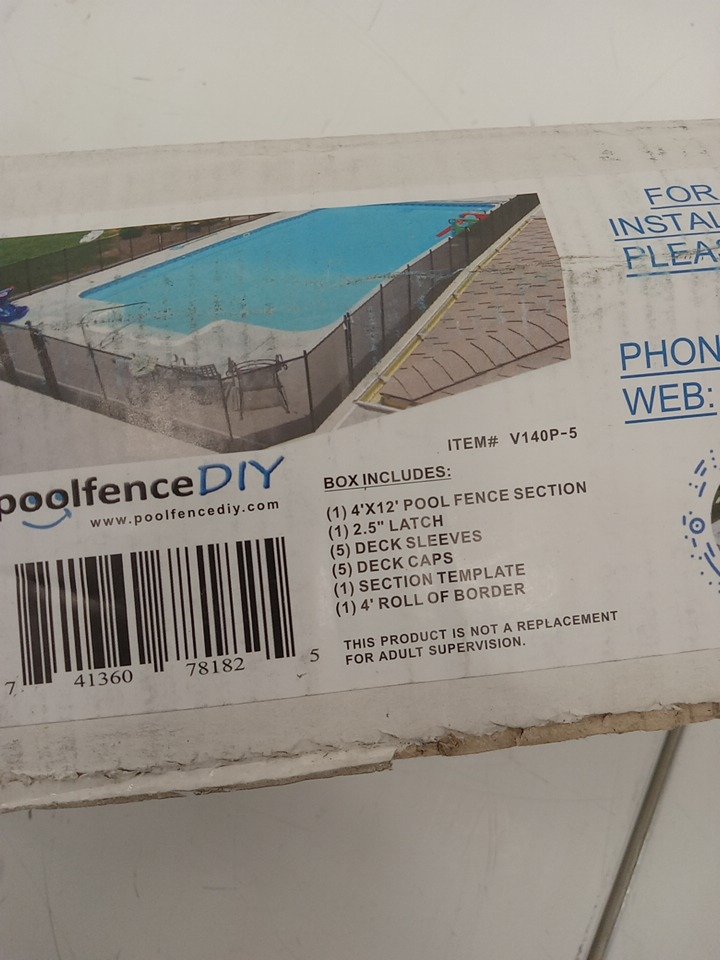 FOR
INSTAL
PLEA
PHON
WEB:
ITEM# V140P-5
poolfenceDIY
www.poolfencediy.com
BOX INCLUDES:
(1) 4'X12' POOL FENCE SECTION
(1) 2.5" LATCH
(5) DECK SLEEVES
(5) DECK CAPS
(1) SECTION TEMPLATE
(1) 4' ROLL OF BORDER
THIS PRODUCT IS NOT A REPLACEMENT
FOR ADULT SUPERVISION.
7 41360 78182 5